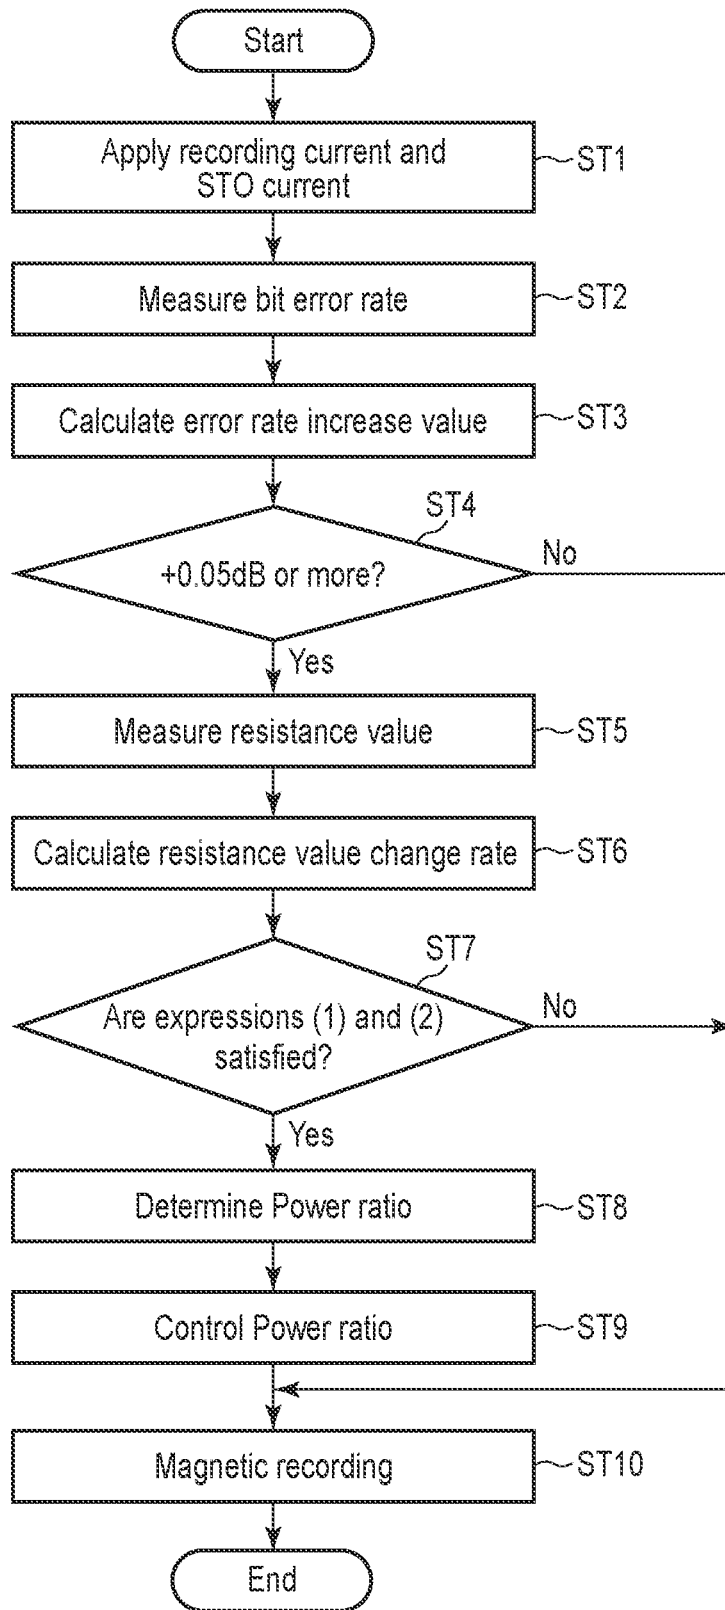 Start
Apply recording current and
STO current
ST1
Measure bit error rate
ST2
Calculate error rate increase value
ST3
ST4
+0.05dB or more?
No
Yes
Measure resistance value
ST5
Calculate resistance value change rate
ST6
ST7
Are expressions (1) and (2)
satisfied?
No
Yes
Determine Power ratio
ST8
Control Power ratio
ST9
Magnetic recording
ST10
End